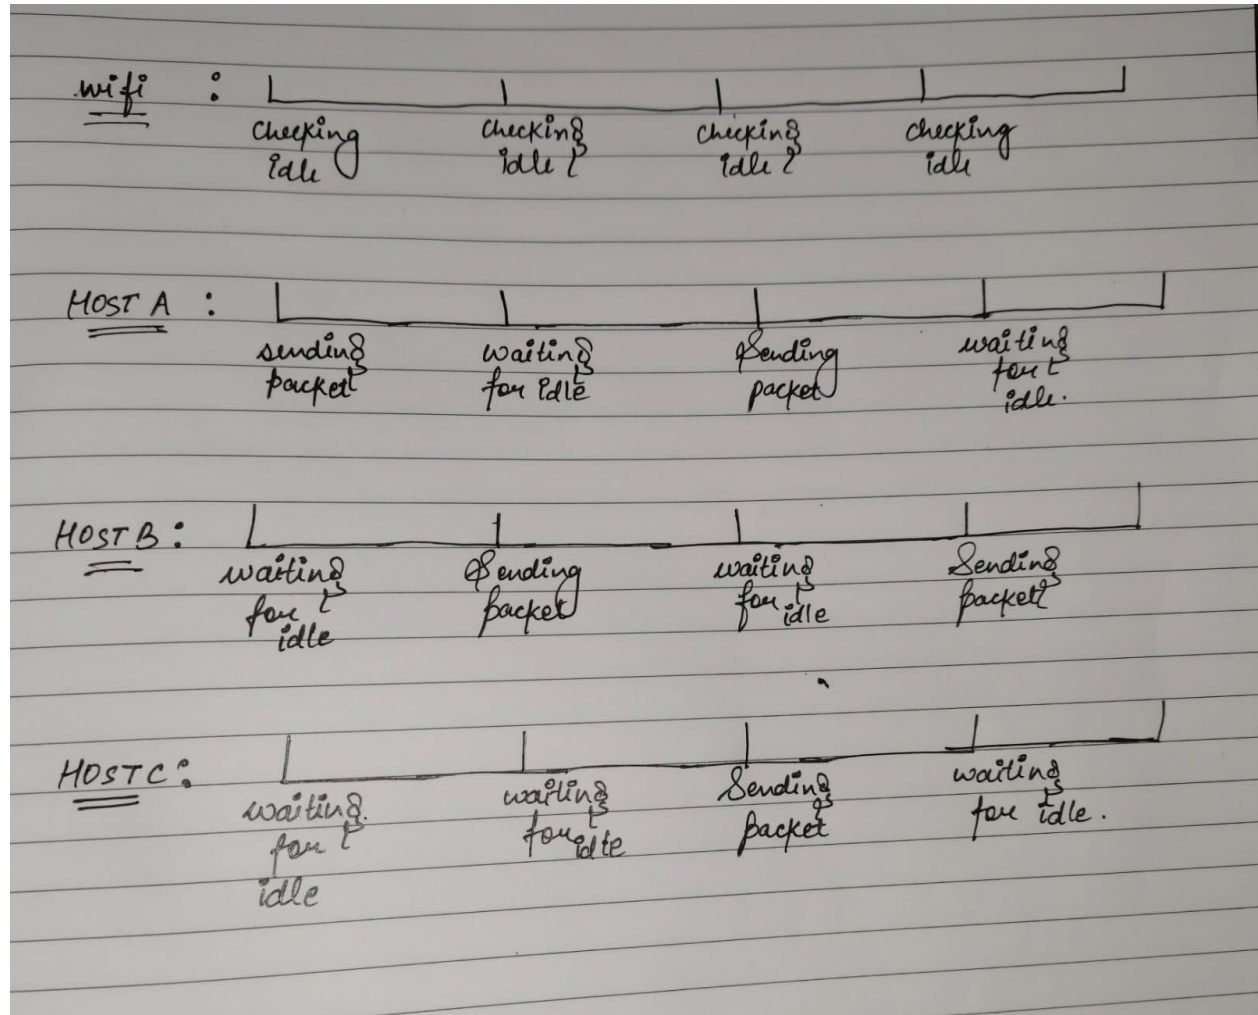 wifi :
checking checking checking checking
idle idle idle idle
HOST A :
sending waiting Sending waiting
packet for idle packet for
idle.
HOST B :
waiting Sending waiting Sending
for packet for packet
idle idle
HOST C :
waiting waiting Sending waiting
for for idle packet for idle.
idle